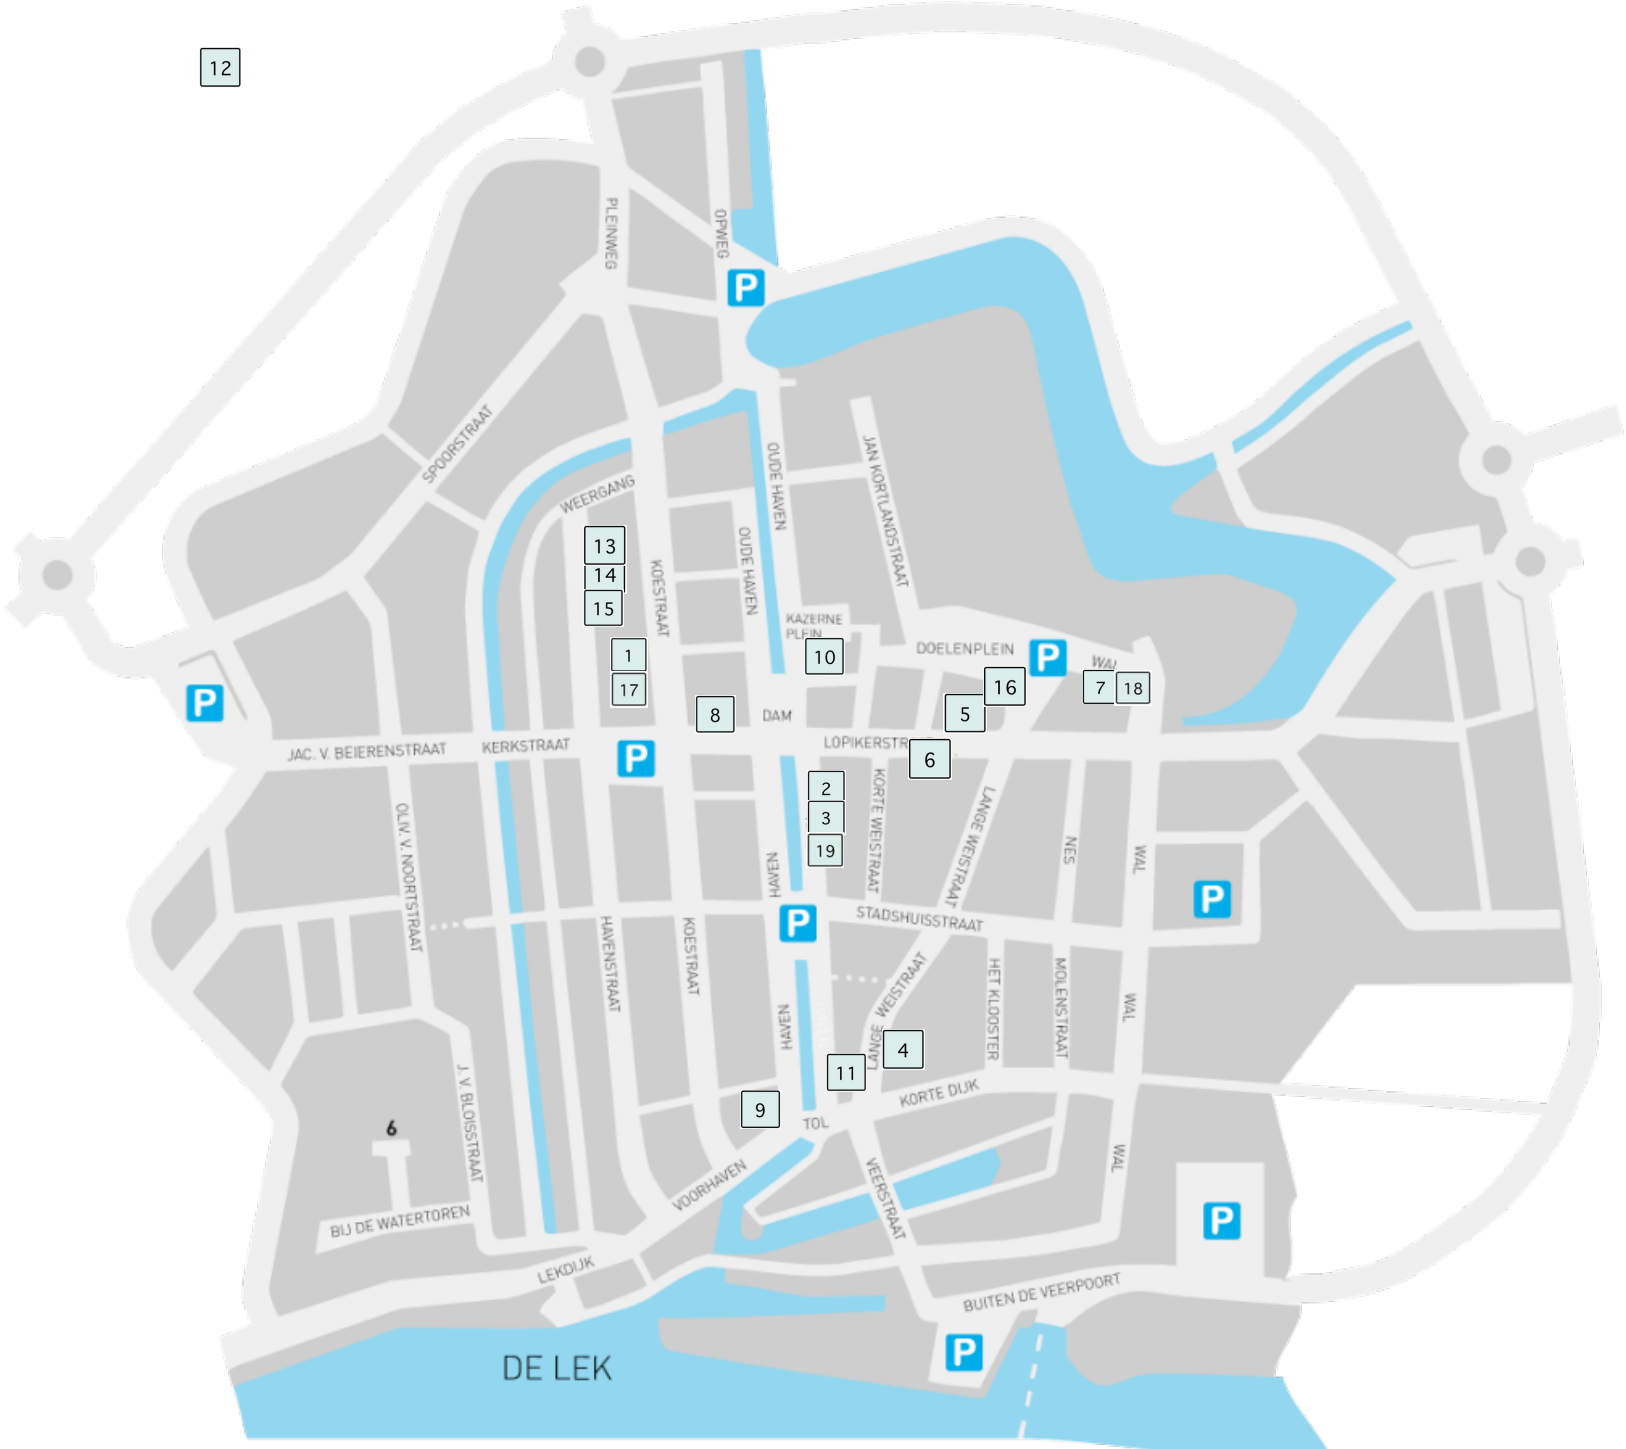 12
PLEINWEG
OPWEG
P
SPOORSTRAAT
OUDE HAVEN
JAN KORTLANDSTRAAT
WEERGANG
13
14
15
KOESTRAAT
OUDE HAVEN
KAZERNE
PLEIN
10
DOELENPLEIN
P
WAL
1
17
16
7
18
P
8
DAM
5
JAC. V. BEIERENSTRAAT
KERKSTRAAT
P
LOPIKERSTR
6
2
3
19
OLIV. V. NOORTSTRAAT
HAVEN
KORTE WEISTRAAT
LANGE WEISTRAAT
NES
WAL
P
P
STADSHUISSTRAAT
HAVENSTRAAT
KOESTRAAT
HAVEN
LANGE WEISTRAAT
HET KLOOSTER
MOLENSTRAAT
WAL
4
11
9
TOL
KORTE DIJK
J. V. BLOISSTRAAT
6
VOORHAVEN
VEERSTRAAT
WAL
BIJ DE WATERTOREN
P
LEKDIJK
BUITEN DE VEERPOORT
P
DE LEK